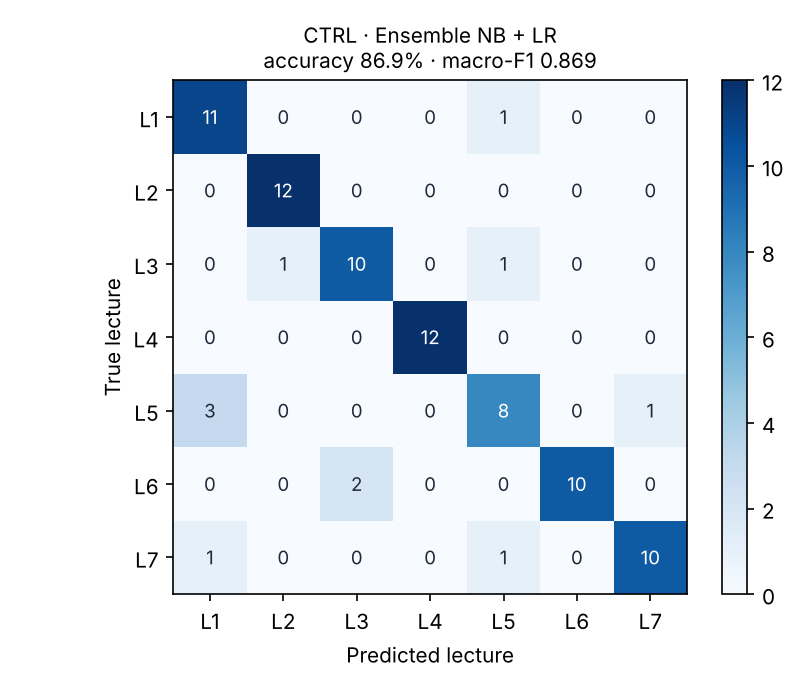 CTRL · Ensemble NB + LR
accuracy 86.9% · macro-F1 0.869
L1 11 0 0 0 1 0 0
L2 0 12 0 0 0 0 0
L3 0 1 10 0 1 0 0
L4 0 0 0 12 0 0 0
L5 3 0 0 0 8 0 1
L6 0 0 2 0 0 10 0
L7 1 0 0 0 1 0 10
L1 L2 L3 L4 L5 L6 L7
Predicted lecture
True lecture
12
10
8
6
4
2
0